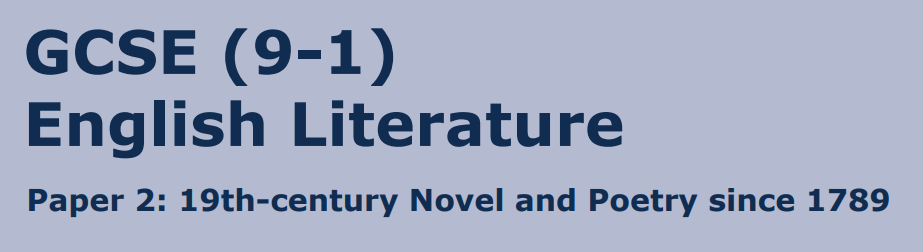 GCSE (9-1)
English Literature
Paper 2: 19th-century Novel and Poetry since 1789